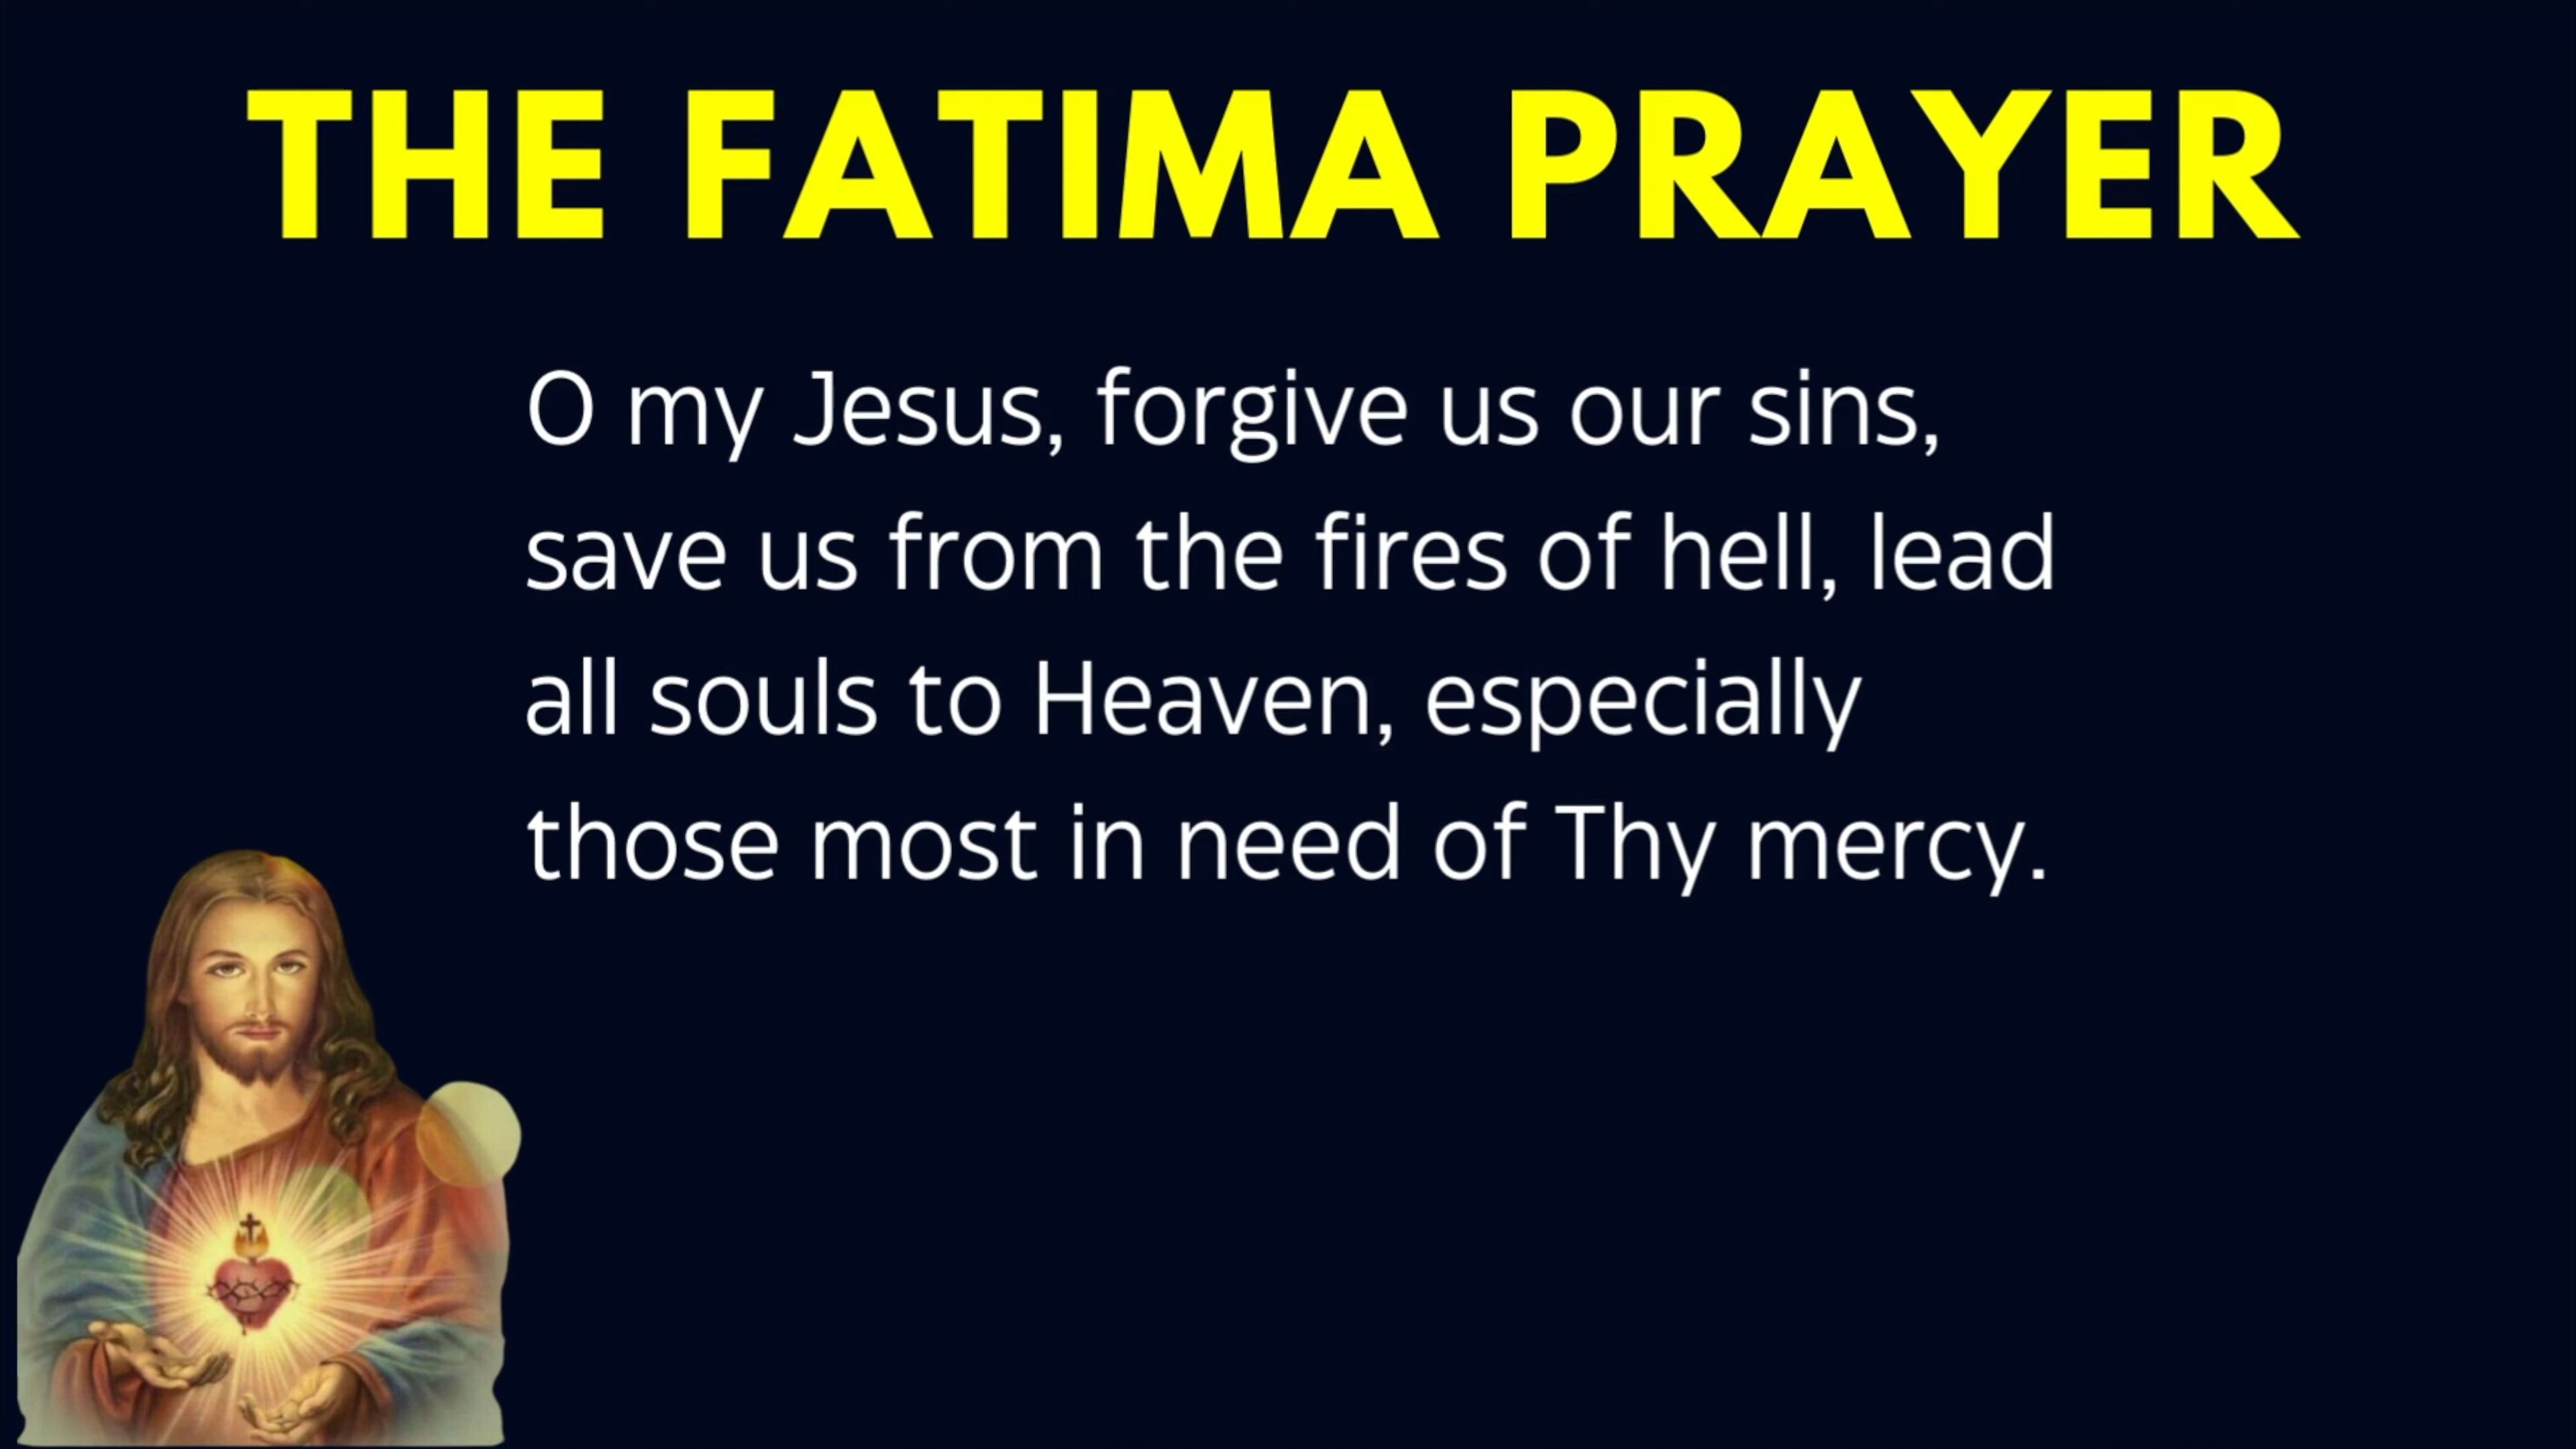 THE FATIMA PRAYER
O my Jesus, forgive us our sins,
save us from the fires of hell, lead
all souls to Heaven, especially
those most in need of Thy mercy.